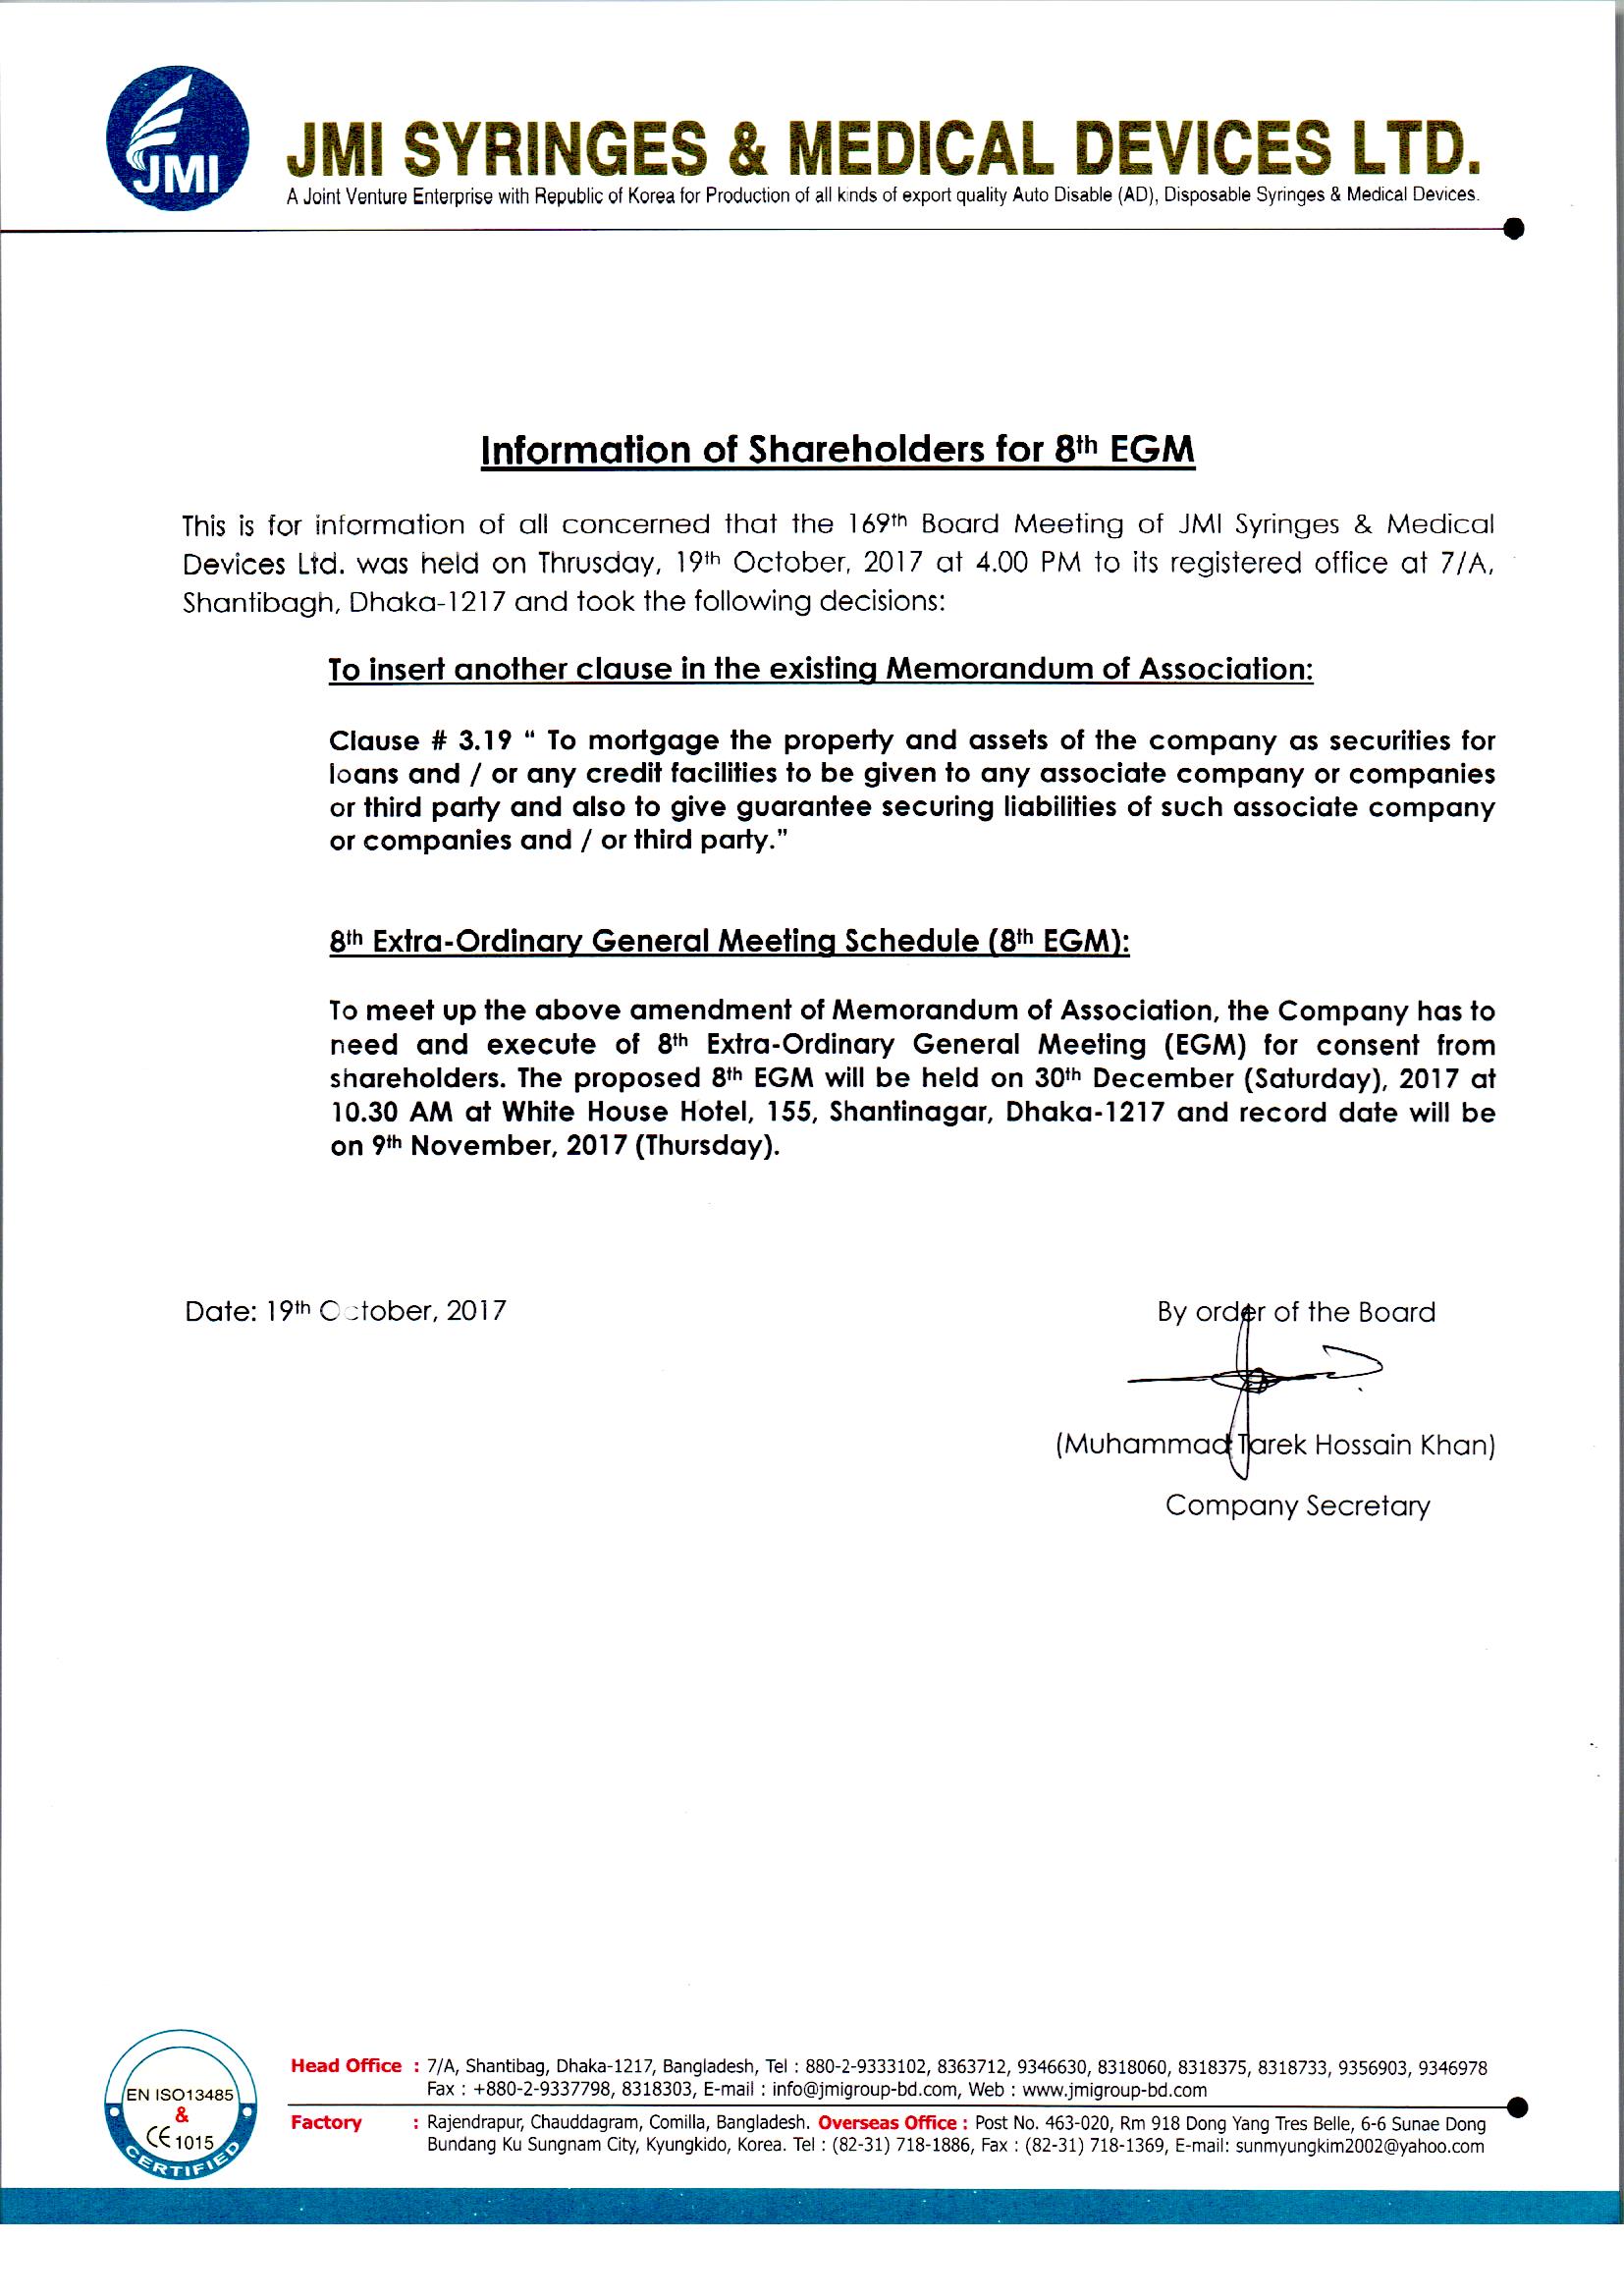 JMI
JMI SYRINGES & MEDICAL DEVICES LTD.
A Joint Venture Enterprise with Republic of Korea for Production of all kinds of export quality Auto Disable (AD), Disposable Syringes & Medical Devices.
Information of Shareholders for 8th EGM
This is for information of all concerned that the 169th Board Meeting of JMI Syringes & Medical
Devices Ltd. was held on Thrusday, 19th October, 2017 at 4.00 PM to its registered office at 7/A,
Shantibagh, Dhaka-1217 and took the following decisions:
To insert another clause in the existing Memorandum of Association:
Clause # 3.19 “ To mortgage the property and assets of the company as securities for
loans and / or any credit facilities to be given to any associate company or companies
or third party and also to give guarantee securing liabilities of such associate company
or companies and / or third party."
8th Extra-Ordinary General Meeting Schedule (8th EGM):
To meet up the above amendment of Memorandum of Association, the Company has to
need and execute of 8th Extra-Ordinary General Meeting (EGM) for consent from
shareholders. The proposed 8th EGM will be held on 30th December (Saturday), 2017 at
10.30 AM at White House Hotel, 155, Shantinagar, Dhaka-1217 and record date will be
on 9th November, 2017 (Thursday).
Date: 19th October, 2017
By order of the Board
(Muhammad Tarek Hossain Khan)
Company Secretary
EN ISO13485
&
CE 1015
CERTIFIED
Head Office : 7/A, Shantibag, Dhaka-1217, Bangladesh, Tel : 880-2-9333102, 8363712, 9346630, 8318060, 8318375, 8318733, 9356903, 9346978
Fax : +880-2-9337798, 8318303, E-mail : info@jmigroup-bd.com, Web : www.jmigroup-bd.com
Factory : Rajendrapur, Chauddagram, Comilla, Bangladesh. Overseas Office : Post No. 463-020, Rm 918 Dong Yang Tres Belle, 6-6 Sunae Dong
Bundang Ku Sungnam City, Kyungkido, Korea. Tel : (82-31) 718-1886, Fax : (82-31) 718-1369, E-mail: sunmyungkim2002@yahoo.com